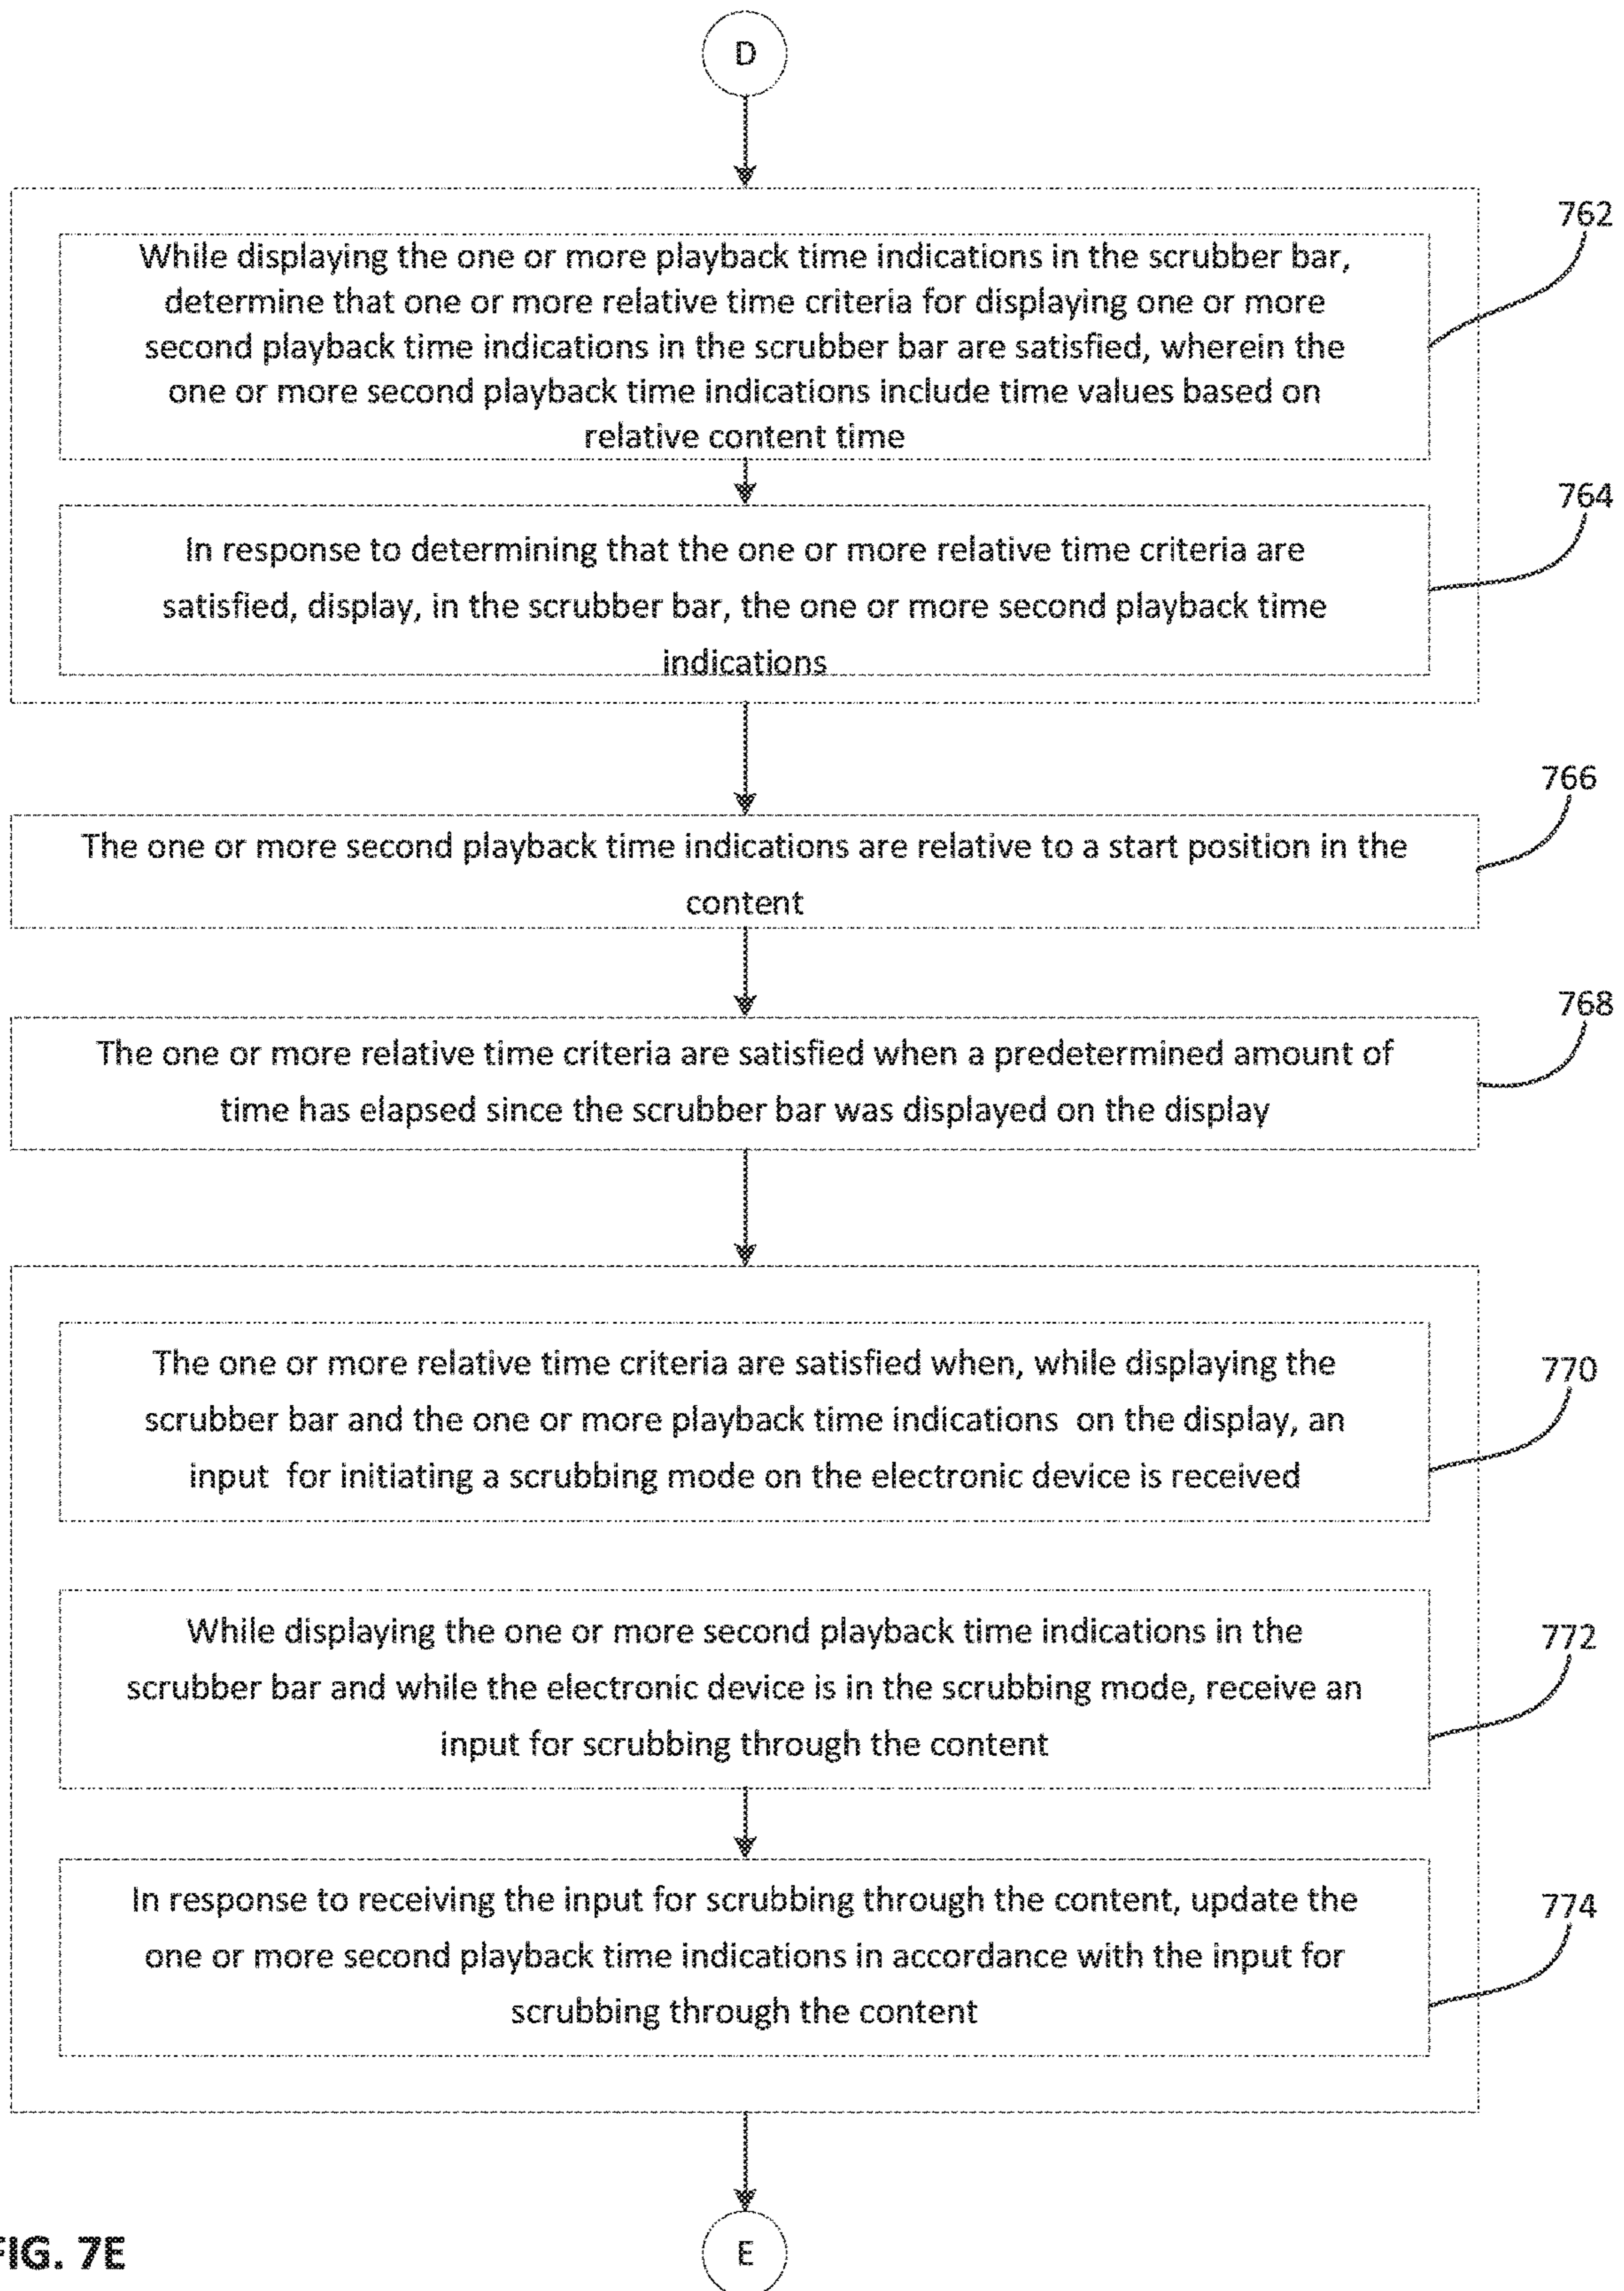 D
762
While displaying the one or more playback time indications in the scrubber bar,
determine that one or more relative time criteria for displaying one or more
second playback time indications in the scrubber bar are satisfied, wherein the
one or more second playback time indications include time values based on
relative content time
764
In response to determining that the one or more relative time criteria are
satisfied, display, in the scrubber bar, the one or more second playback time
indications
766
The one or more second playback time indications are relative to a start position in the
content
768
The one or more relative time criteria are satisfied when a predetermined amount of
time has elapsed since the scrubber bar was displayed on the display
770
The one or more relative time criteria are satisfied when, while displaying the
scrubber bar and the one or more playback time indications on the display, an
input for initiating a scrubbing mode on the electronic device is received
772
While displaying the one or more second playback time indications in the
scrubber bar and while the electronic device is in the scrubbing mode, receive an
input for scrubbing through the content
774
In response to receiving the input for scrubbing through the content, update the
one or more second playback time indications in accordance with the input for
scrubbing through the content
FIG. 7E
E